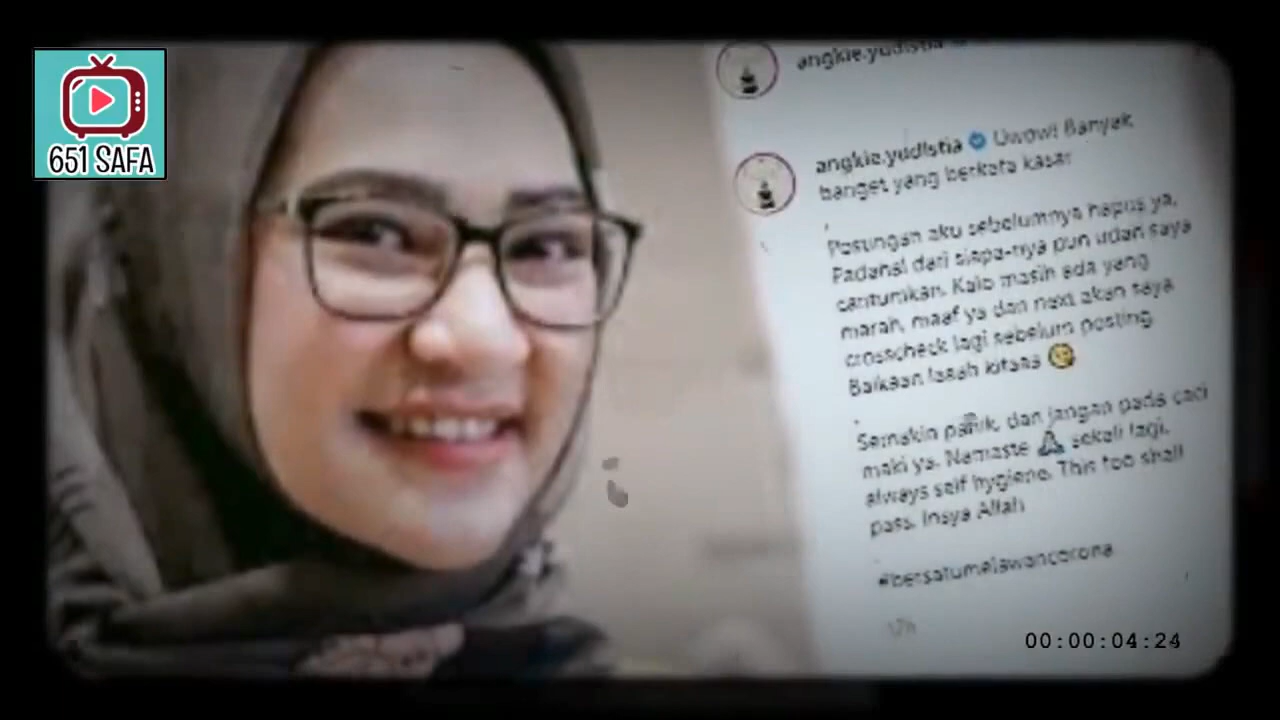 651 SAFA
angkie.yudistia
angkie.yudistia Uwow! Banyak
banget yang berkata kasar
.
Postingan aku sebelumnya hapus ya,
dari siapa-nya pun udah saya
cantumkan. Kalo masih ada yang
marah, maaf ya dan next akan saya
crosscheck lagi sebelum posting.
Baikaan lasah kitaaa 😘
.
Semakin panik, dan jangan pada caci
maki ya. Namaste 🙏 sekali lagi,
always self hygiene. This too shall
pass. Insya Allah
#bersatumelawancorona
00:00:04:24